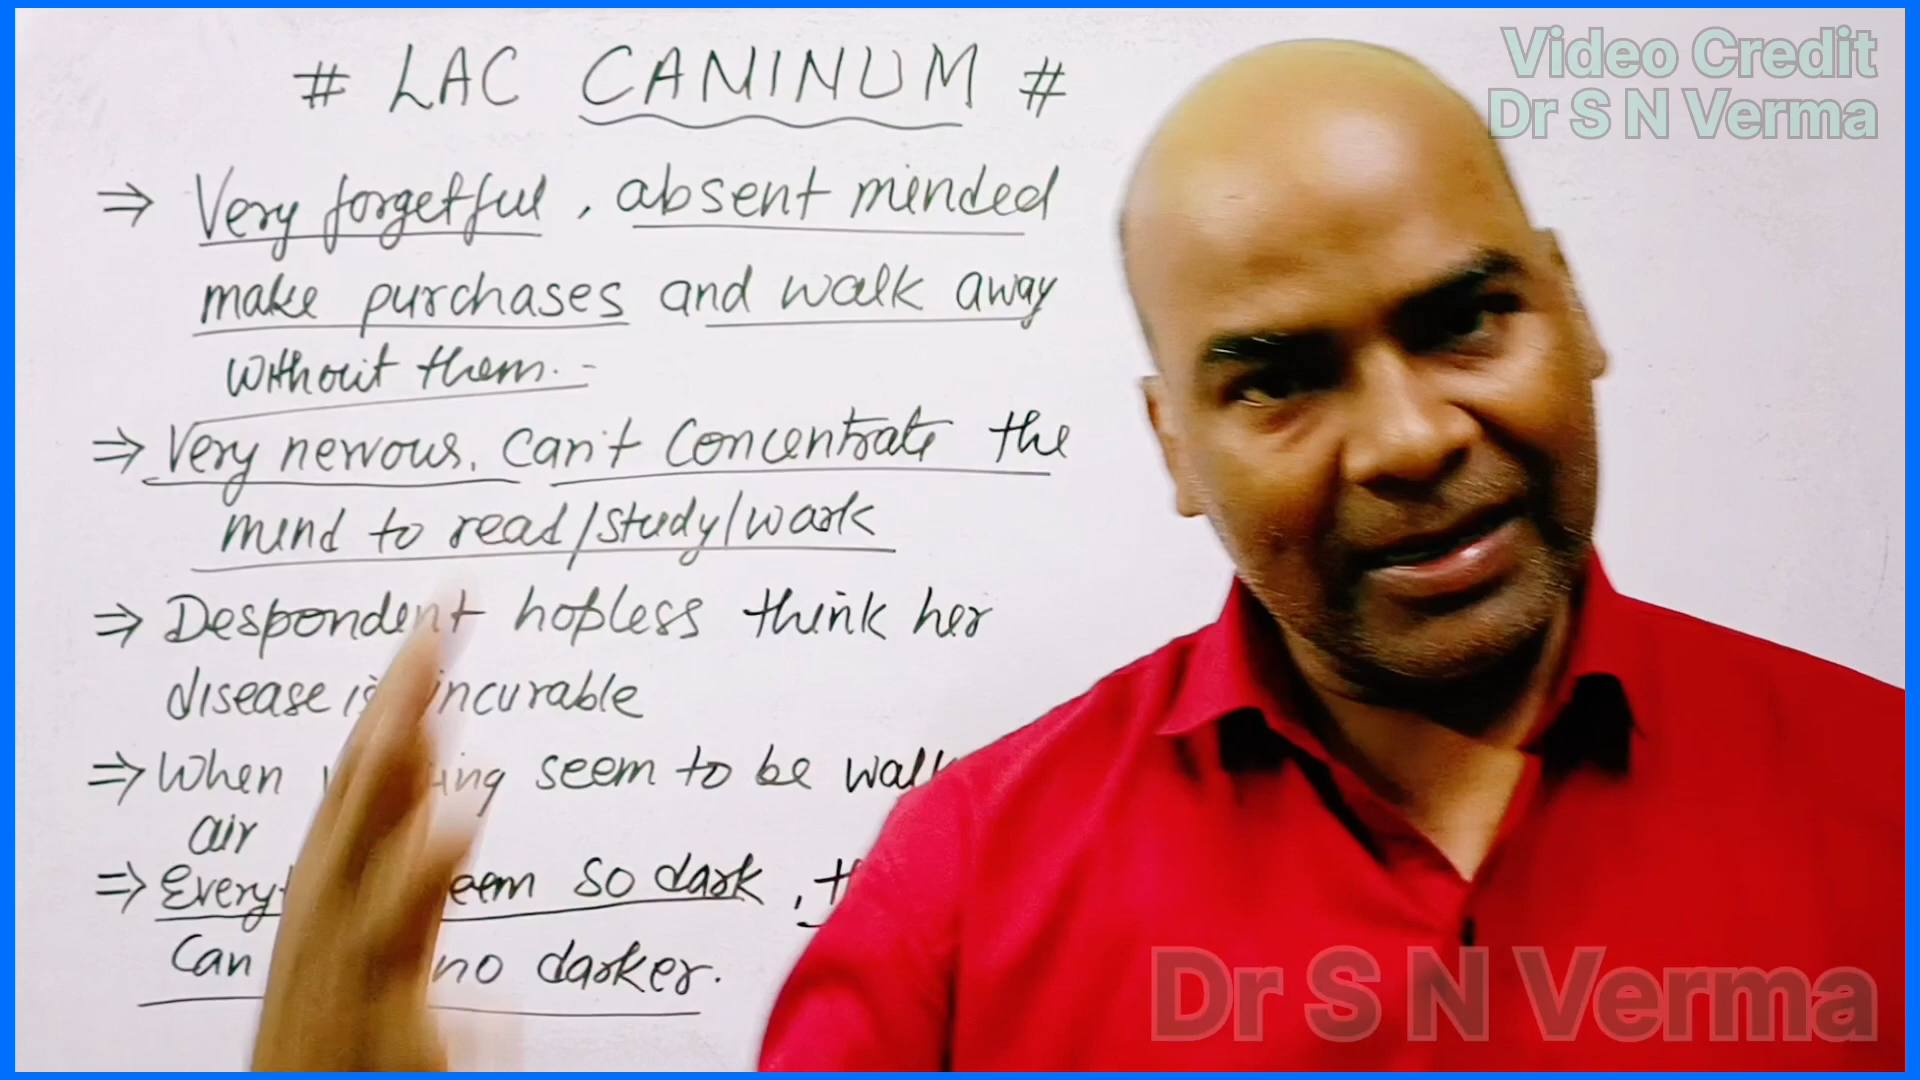 # LAC CANINUM #
⇒ Very forgetful, absent minded
make purchases and walk away
without them.-
⇒ Very nervous, can't concentrate the
mind to read/study/work
⇒ Despondent hopless think her
disease is incurable
⇒ When seem to be
air
⇒ seem so dark,
Can no darker.
Video Credit
Dr S N Verma
Dr S N Verma